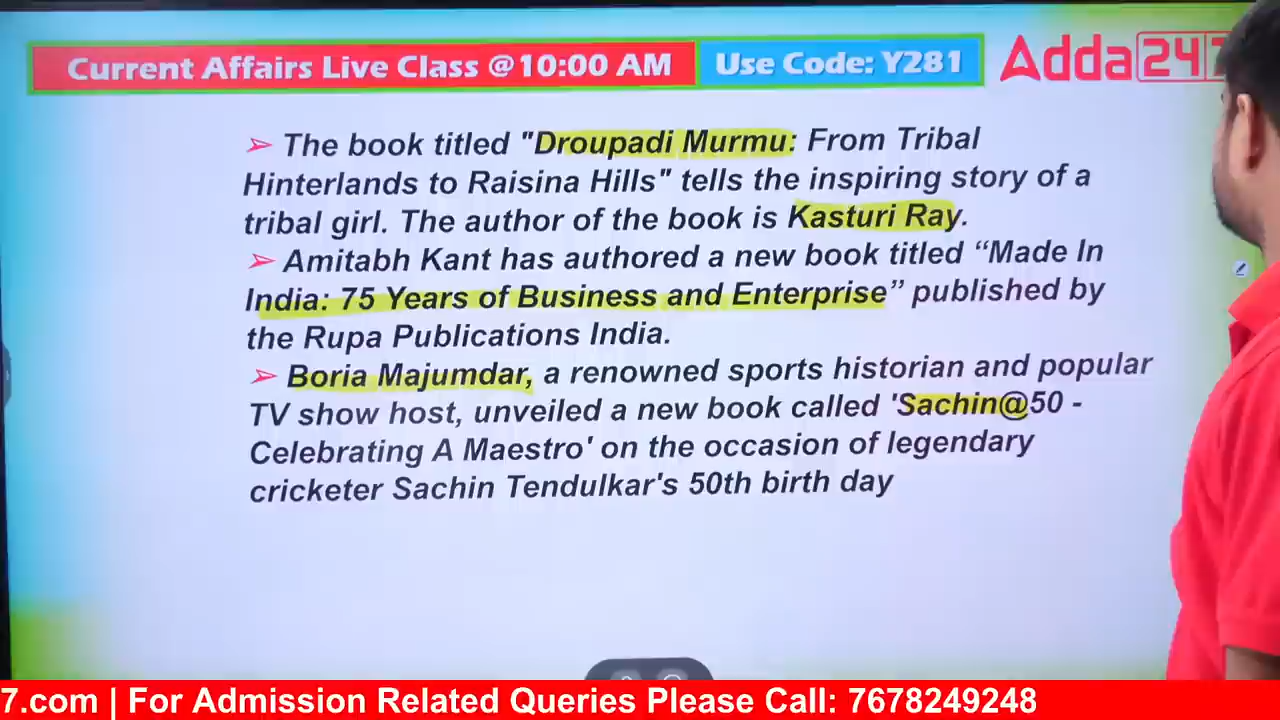 Current Affairs Live Class @10:00 AM
Use Code: Y281
Adda 247
➢ The book titled "Droupadi Murmu: From Tribal
Hinterlands to Raisina Hills" tells the inspiring story of a
tribal girl. The author of the book is Kasturi Ray.
➢ Amitabh Kant has authored a new book titled “Made In
India: 75 Years of Business and Enterprise” published by
the Rupa Publications India.
➢ Boria Majumdar, a renowned sports historian and popular
TV show host, unveiled a new book called 'Sachin@50 -
Celebrating A Maestro' on the occasion of legendary
cricketer Sachin Tendulkar's 50th birth day
7.com | For Admission Related Queries Please Call: 7678249248